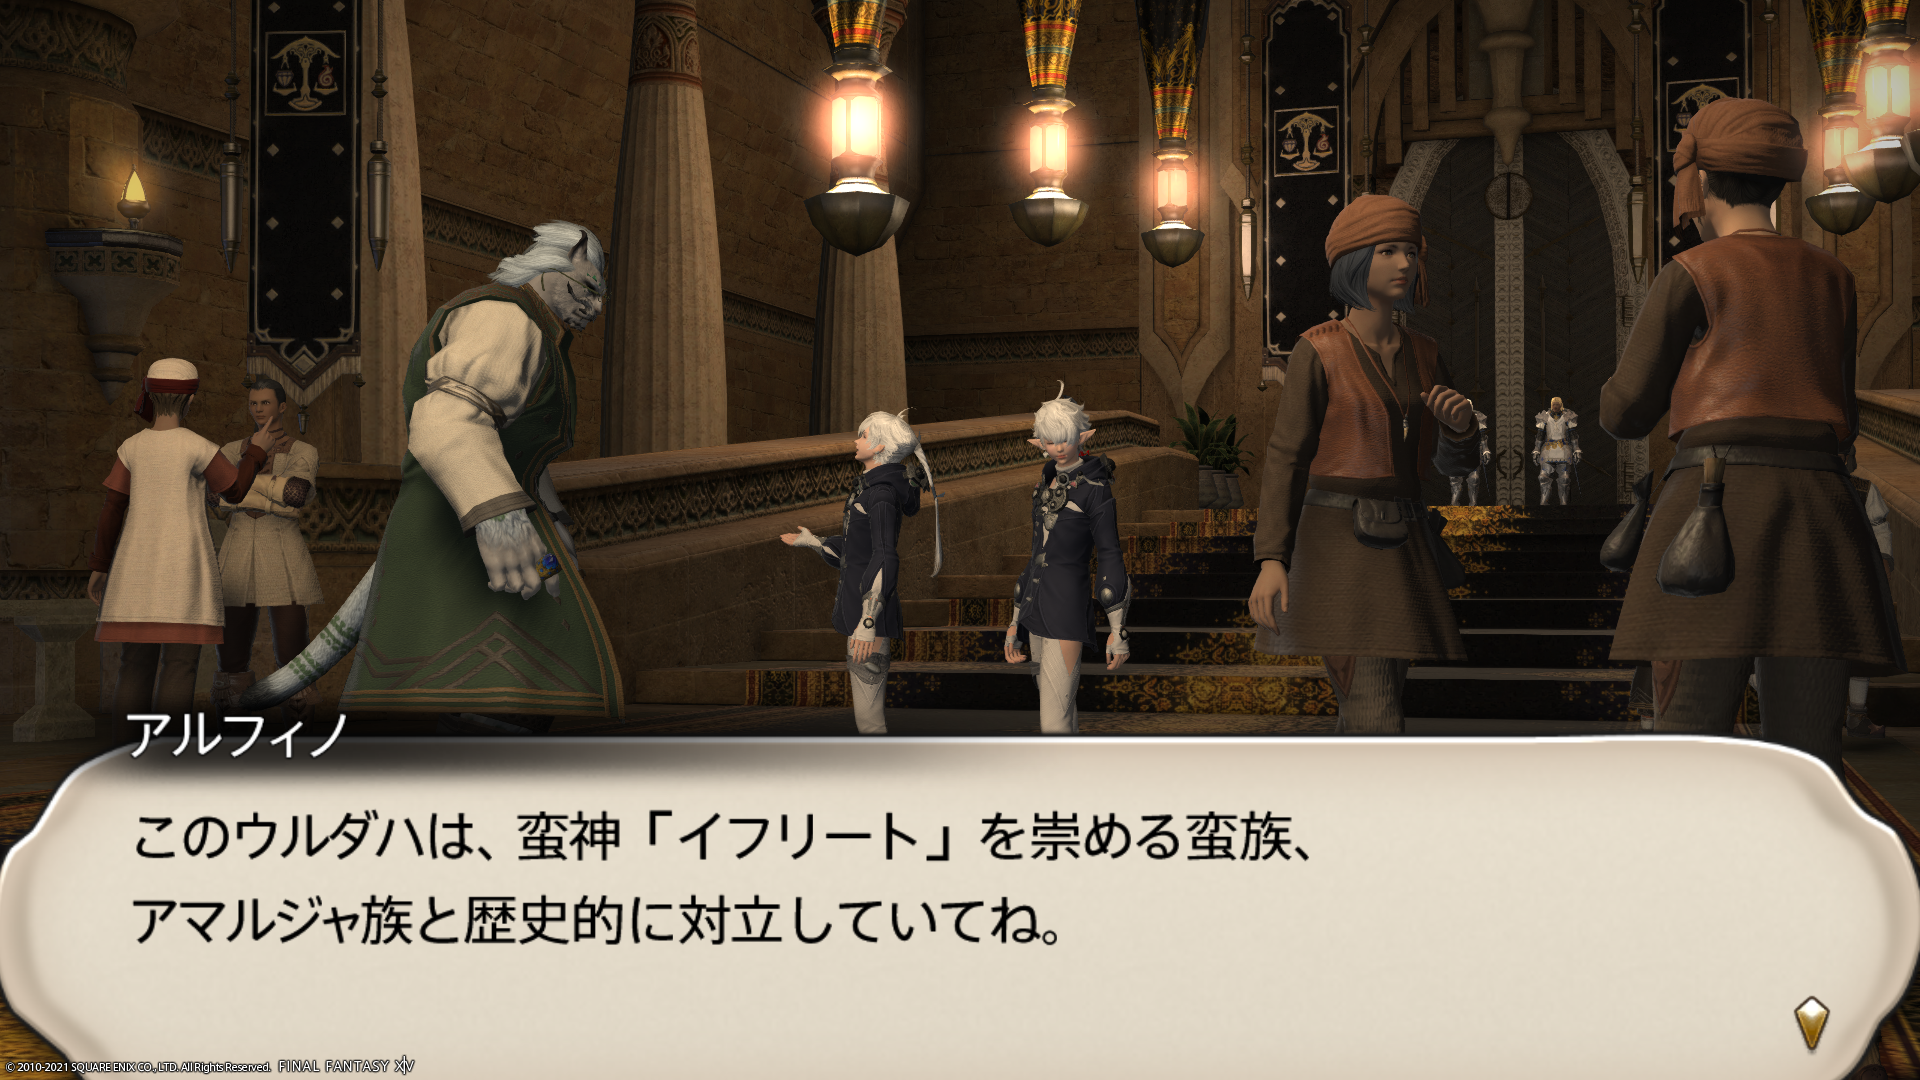 アルフィノ
このウルダハは、蛮神「イフリート」を崇める蛮族、
アマルジャ族と歴史的に対立していてね。
© 2010-2021 SQUARE ENIX CO., LTD. All Rights Reserved. FINAL FANTASY XIV